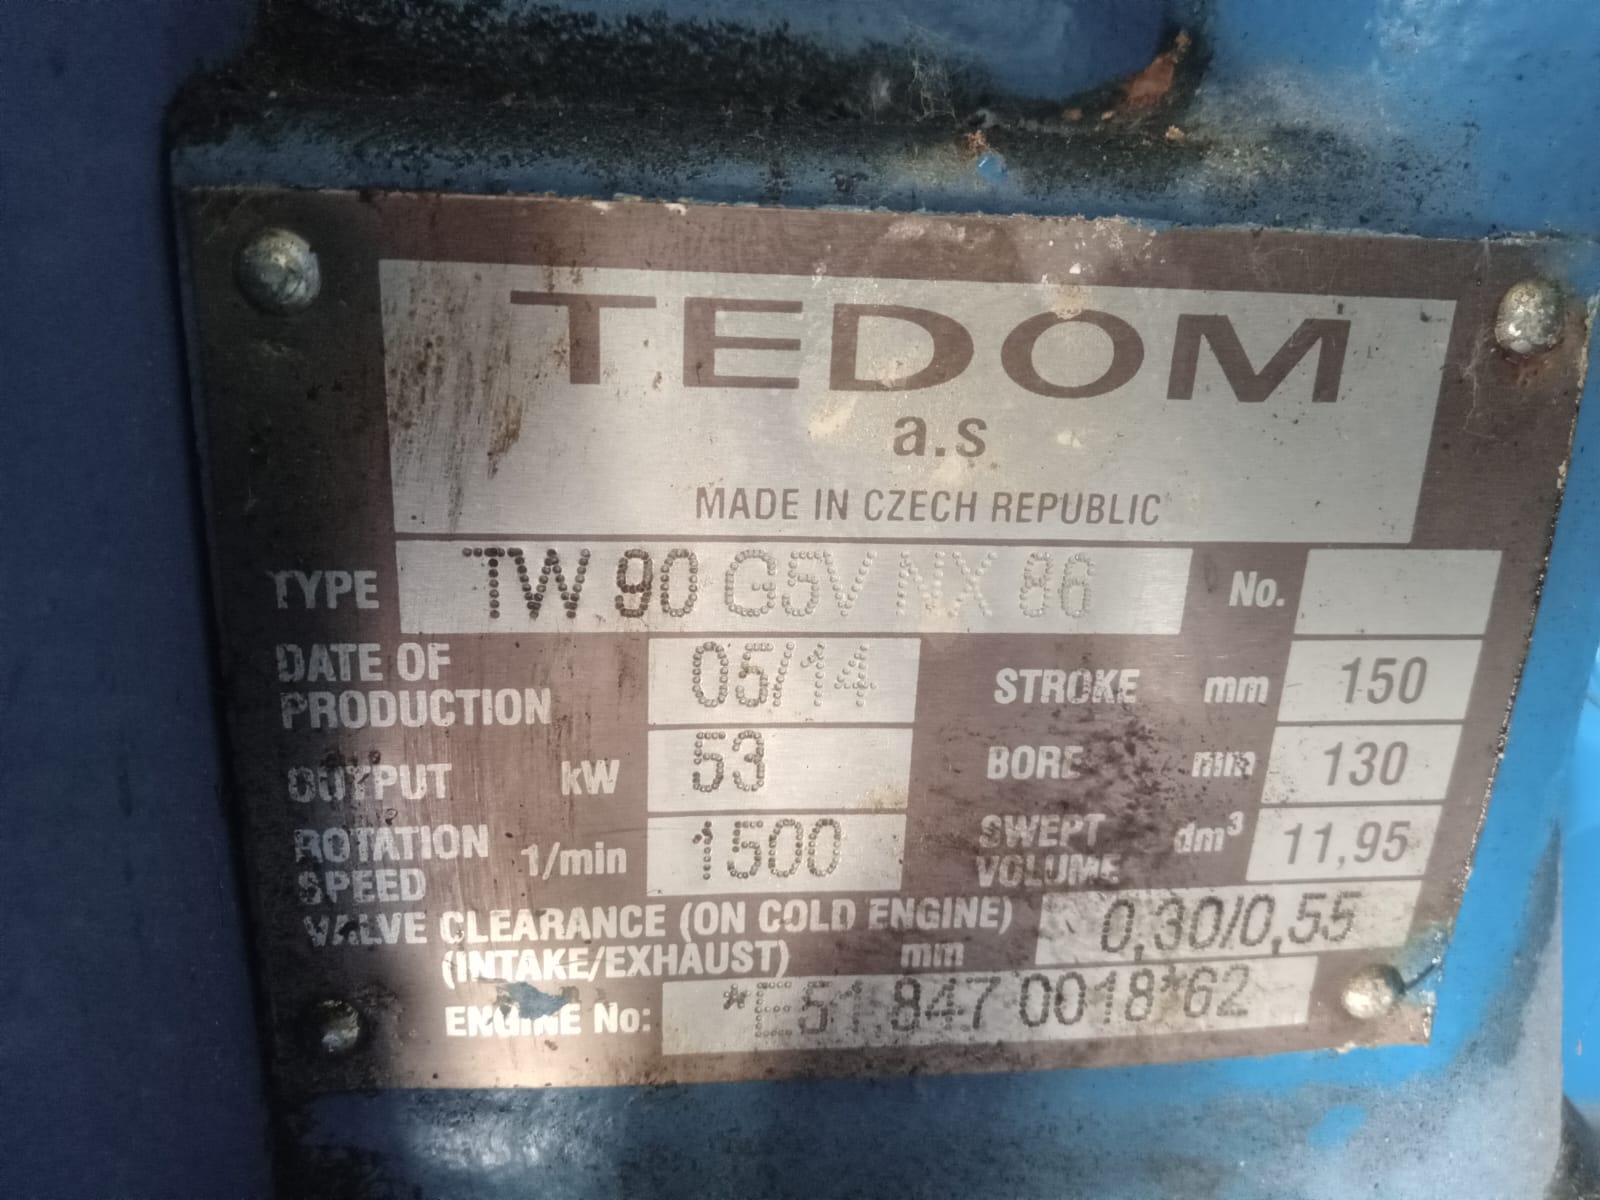 TEDOM
a.s
MADE IN CZECH REPUBLIC
TYPE TW 90 G5V NX 86 No.
DATE OF PRODUCTION 05/14 STROKE mm 150
OUTPUT kW 53 BORE mm 130
ROTATION SPEED 1/min 1500 SWEPT VOLUME dm³ 11,95
VALVE CLEARANCE (ON COLD ENGINE) 0,30/0,55
(INTAKE/EXHAUST) mm
ENGINE No: *E51.847 0018*62